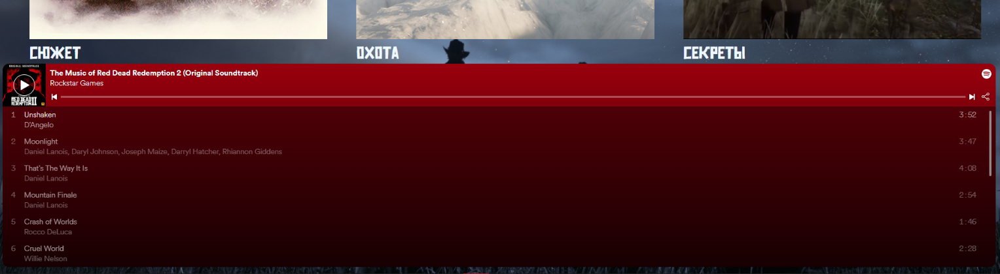 СЮЖЕТ
ОХОТА
СЕКРЕТЫ
ORIGINAL SOUNDTRACK
RED DEAD
REDEMPTION II
The Music of Red Dead Redemption 2 (Original Soundtrack)
Rockstar Games
1 Unshaken 3:52
D'Angelo
2 Moonlight 3:47
Daniel Lanois, Daryl Johnson, Joseph Maize, Darryl Hatcher, Rhiannon Giddens
3 That's The Way It Is 4:08
Daniel Lanois
4 Mountain Finale 2:54
Daniel Lanois
5 Crash of Worlds 1:46
Rocco DeLuca
6 Cruel World 2:28
Willie Nelson